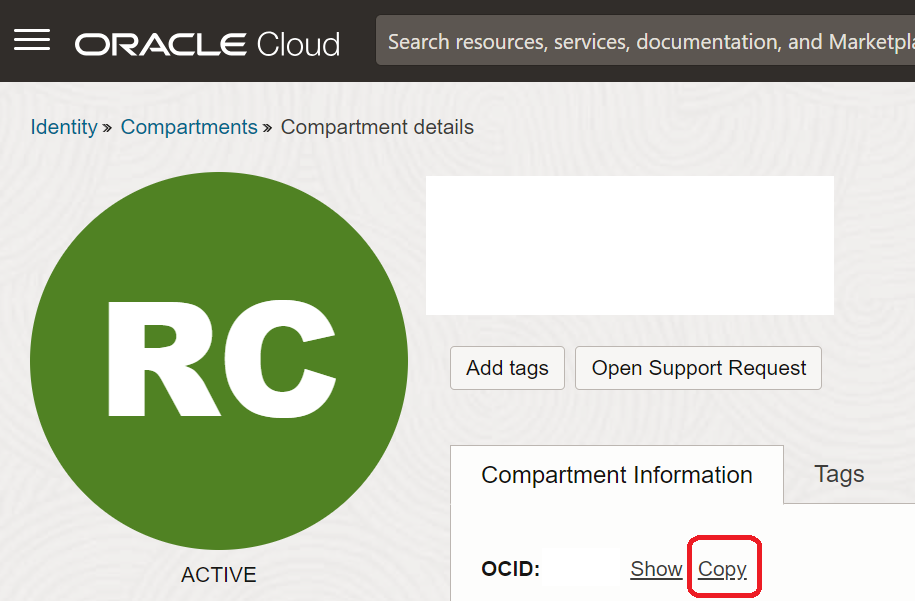 ORACLE Cloud
Search resources, services, documentation, and Marketpla
Identity » Compartments » Compartment details
RC
Add tags
Open Support Request
Compartment Information
Tags
OCID:
Show
Copy
ACTIVE